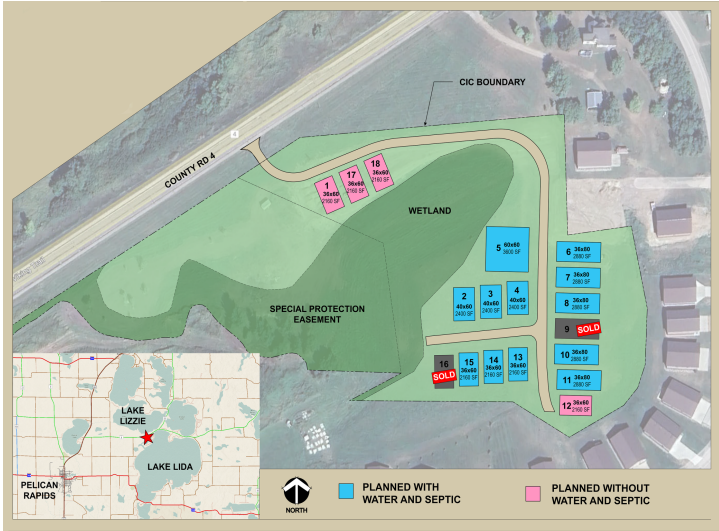 CIC BOUNDARY
4
COUNTY RD 4
1
36x60
2160 SF
17
36x60
2160 SF
18
36x60
2160 SF
WETLAND
5 60x60
3600 SF
6 36x80
2880 SF
7 36x80
2880 SF
8 36x80
2880 SF
9 SOLD
10 36x80
2880 SF
11 36x80
2880 SF
12 36x60
2160 SF
2
40x60
2400 SF
3
40x60
2400 SF
4
40x60
2400 SF
SPECIAL PROTECTION
EASEMENT
16
SOLD
15
36x60
2160 SF
14
36x60
2160 SF
13
36x60
2160 SF
LAKE
LIZZIE
LAKE LIDA
PELICAN
RAPIDS
NORTH
PLANNED WITH
WATER AND SEPTIC
PLANNED WITHOUT
WATER AND SEPTIC